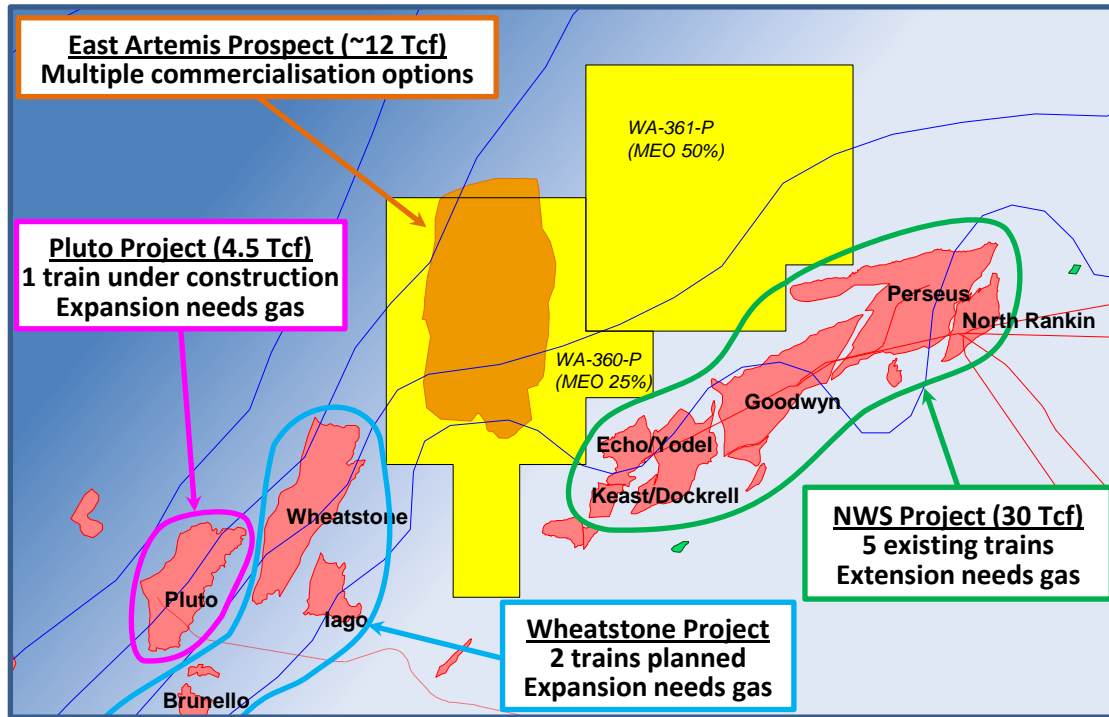 East Artemis Prospect (~12 Tcf)
Multiple commercialisation options
WA-361-P
(MEO 50%)
Pluto Project (4.5 Tcf)
1 train under construction
Expansion needs gas
Perseus
North Rankin
WA-360-P
(MEO 25%)
Goodwyn
Echo/Yodel
Keast/Dockrell
Wheatstone
NWS Project (30 Tcf)
5 existing trains
Extension needs gas
Pluto
Iago
Wheatstone Project
2 trains planned
Expansion needs gas
Brunello